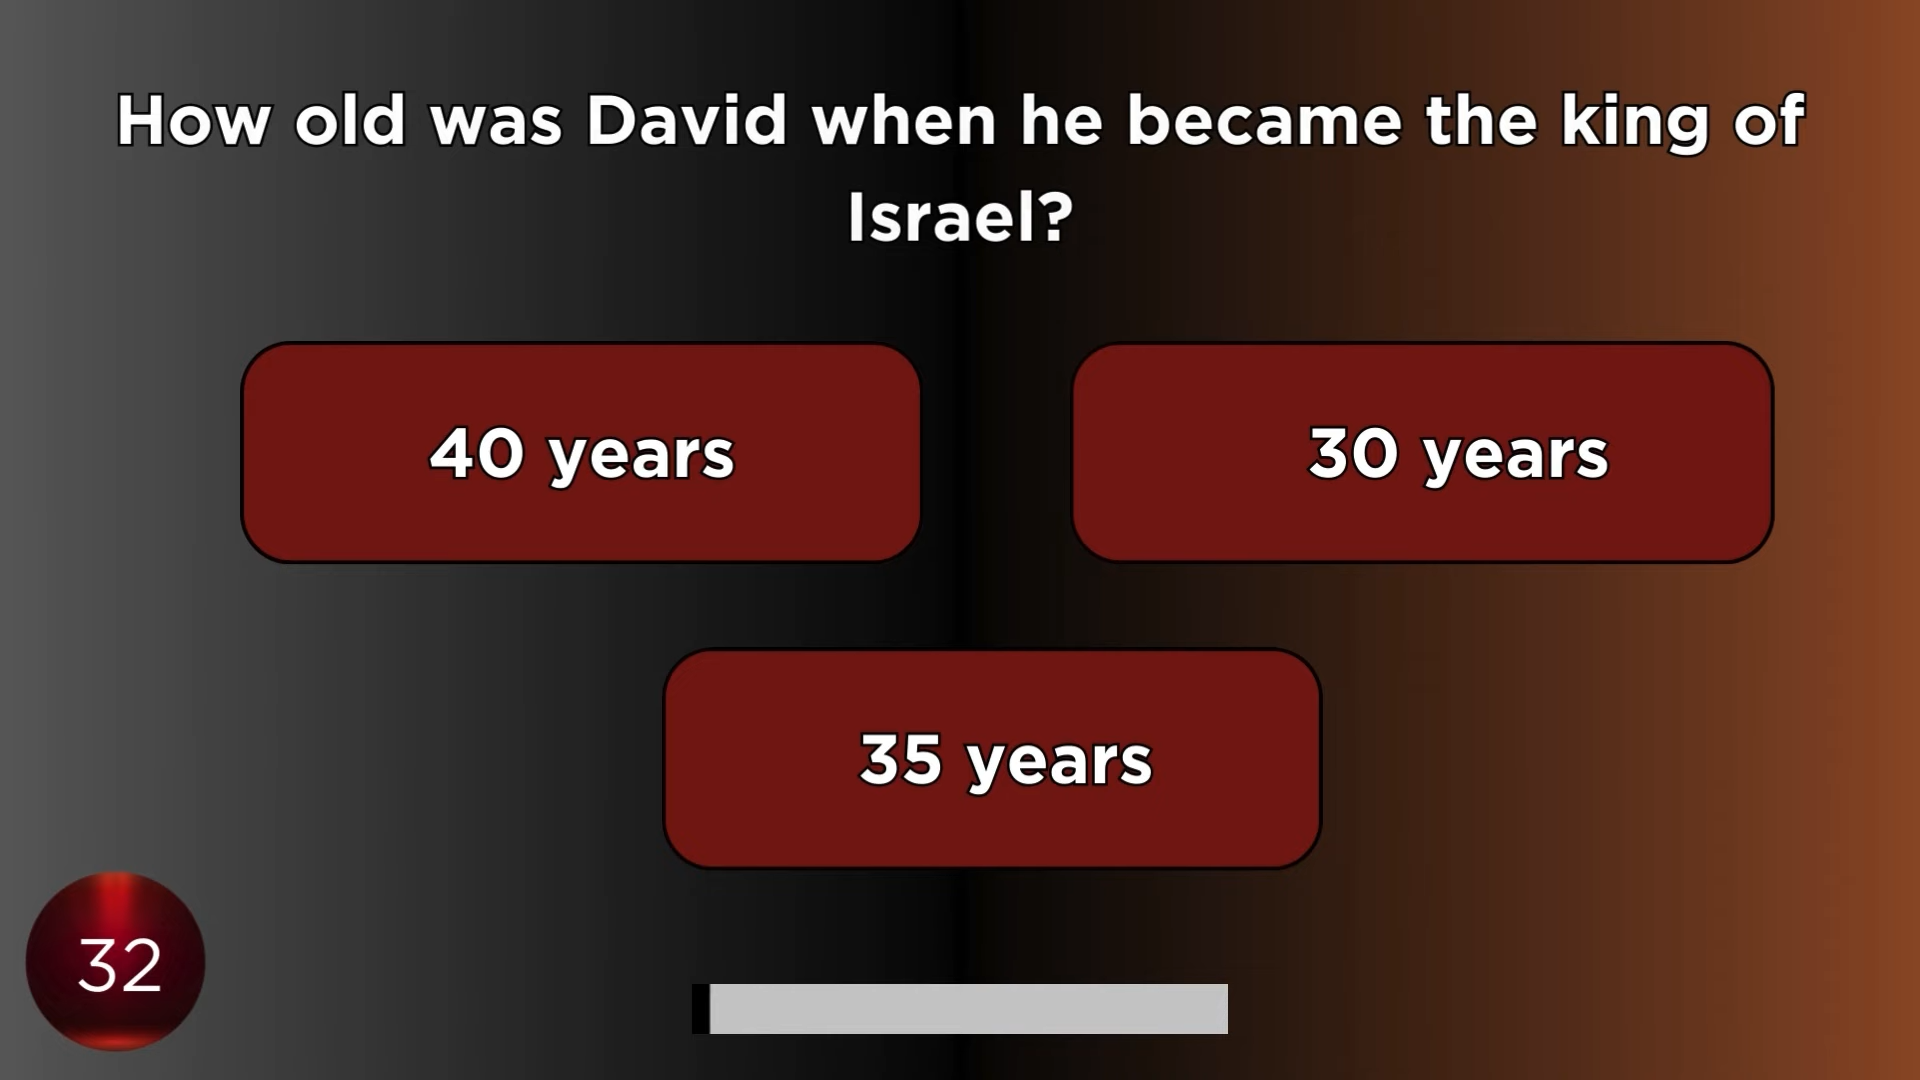 How old was David when he became the king of
Israel?
40 years
30 years
35 years
32